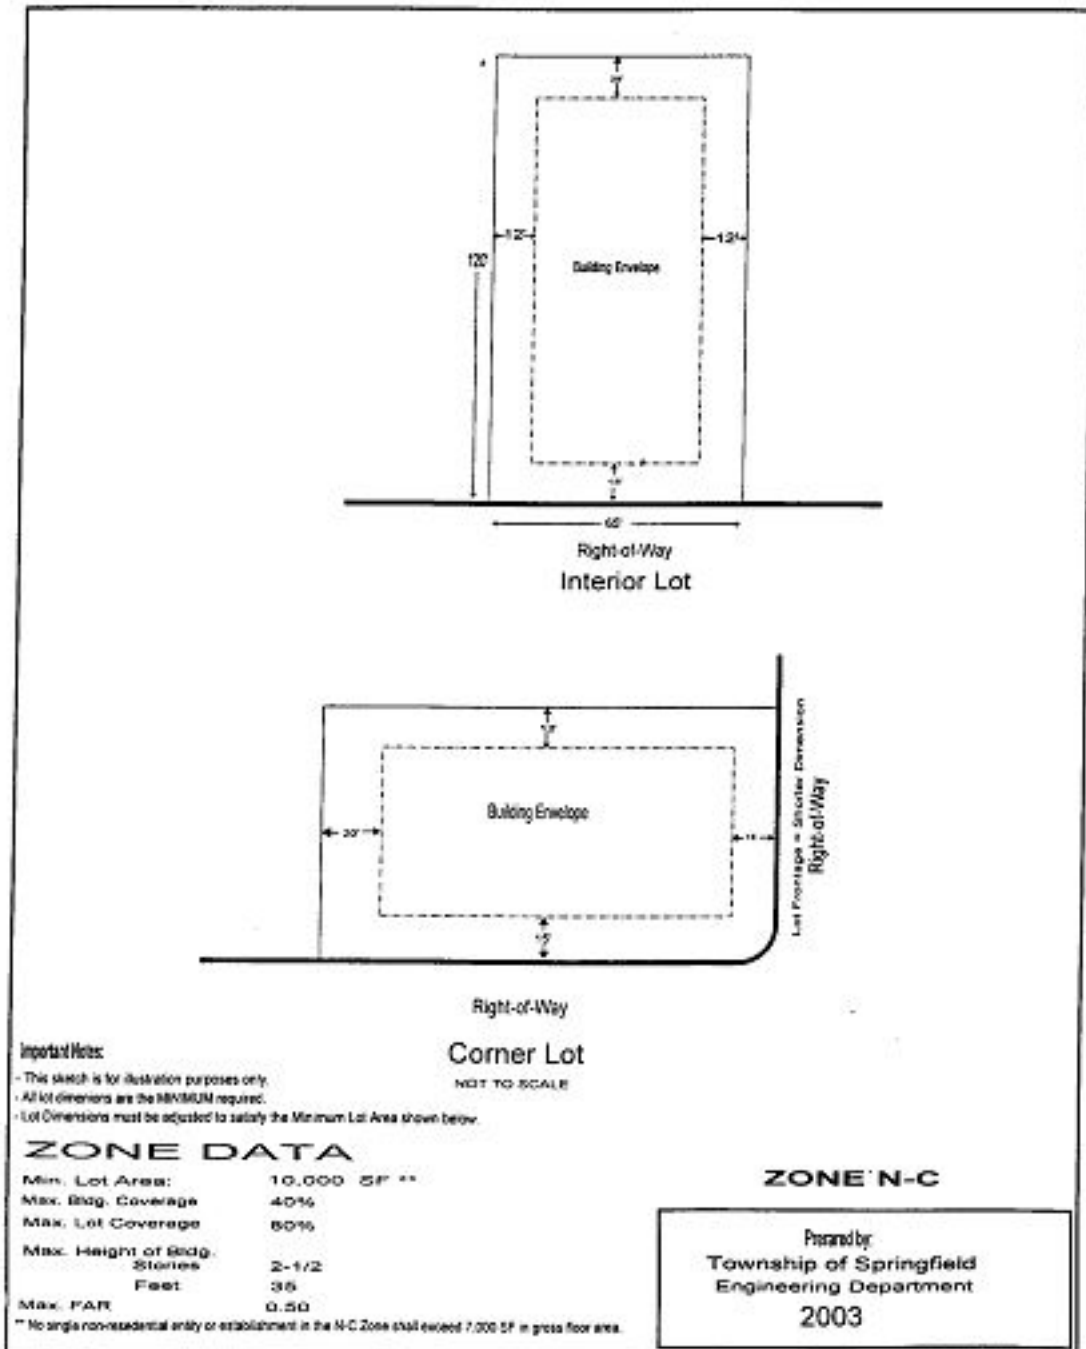 12'
12'
120'
Building Envelope
Right-of-Way
Interior Lot
Lot Frontage = Shorter Dimension
Right-of-Way
Building Envelope
20'
15'
Right-of-Way
Corner Lot
NOT TO SCALE
Important Notes:
- This sketch is for illustration purposes only.
- All lot dimenions are the MINIMUM required.
- Lot Dimensions must be adjusted to satisfy the Minimum Lot Area shown below.
ZONE DATA
Min. Lot Area: 10,000 SF **
Max. Bldg. Coverage 40%
Max. Lot Coverage
Max. Height of Bldg.
Stories 2-1/2
Feet 35
Max. FAR 0.50
** No single non-residential entity or establishment in the N-C Zone shall exceed 7,000 SF in gross floor area.
ZONE N-C
Prepared by:
Township of Springfield
Engineering Department
2003